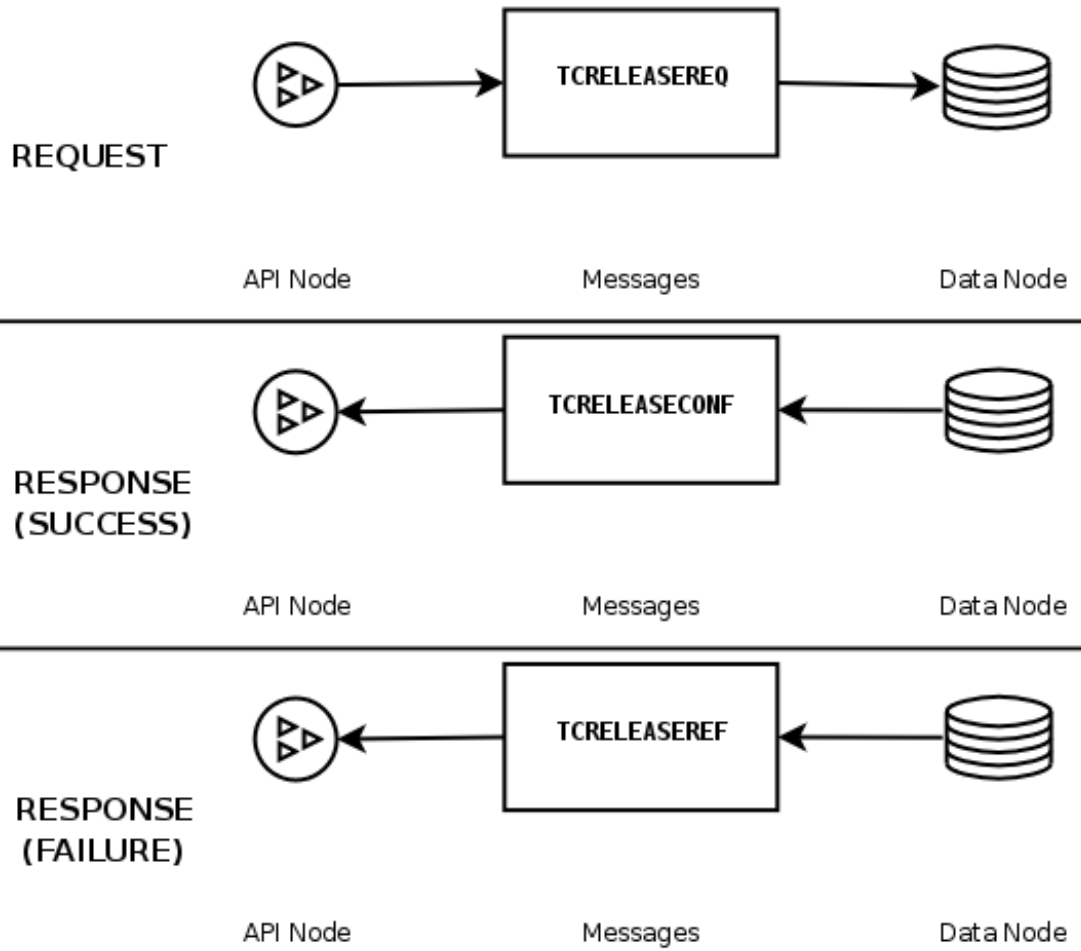 TCRELEASEREQ
REQUEST
API Node Messages Data Node
TCRELEASECONF
RESPONSE
(SUCCESS)
API Node Messages Data Node
TCRELEASEREF
RESPONSE
(FAILURE)
API Node Messages Data Node